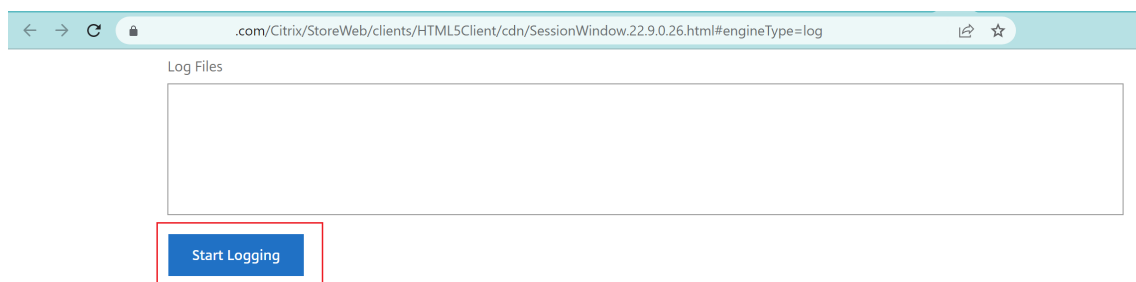 .com/Citrix/StoreWeb/clients/HTML5Client/cdn/SessionWindow.22.9.0.26.html#engineType=log
Log Files
Start Logging